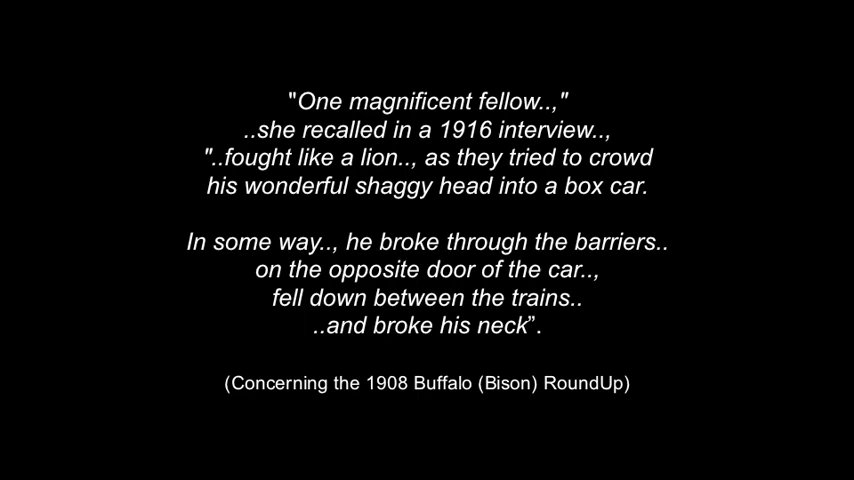 "One magnificent fellow..,"
..she recalled in a 1916 interview..,
"..fought like a lion.., as they tried to crowd
his wonderful shaggy head into a box car.
In some way.., he broke through the barriers..
on the opposite door of the car..,
fell down between the trains..
..and broke his neck”.
(Concerning the 1908 Buffalo (Bison) RoundUp)